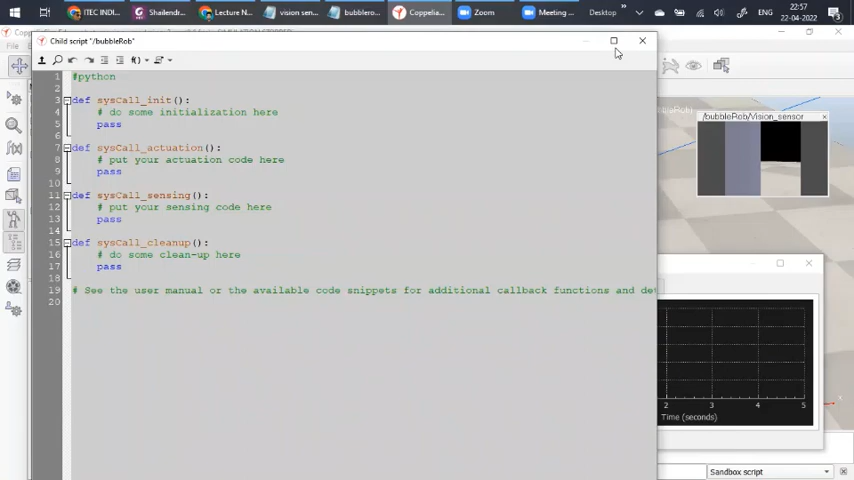 ITEC INDI...
Shailendr...
Lecture N...
vision sen...
bubblero...
Coppelia...
Zoom
Meeting ...
Desktop
ENG
22:57
22-04-2022
Child script "/bubbleRob"
File
f()
1 #python
2
3 def sysCall_init():
4 # do some initialization here
5 pass
6
7 def sysCall_actuation():
8 # put your actuation code here
9 pass
10
11 def sysCall_sensing():
12 # put your sensing code here
13 pass
14
15 def sysCall_cleanup():
16 # do some clean-up here
17 pass
18
19 # See the user manual or the available code snippets for additional callback functions and det
20
/bubbleRob/Vision_sensor
2 3 4 5
Time (seconds)
Sandbox script